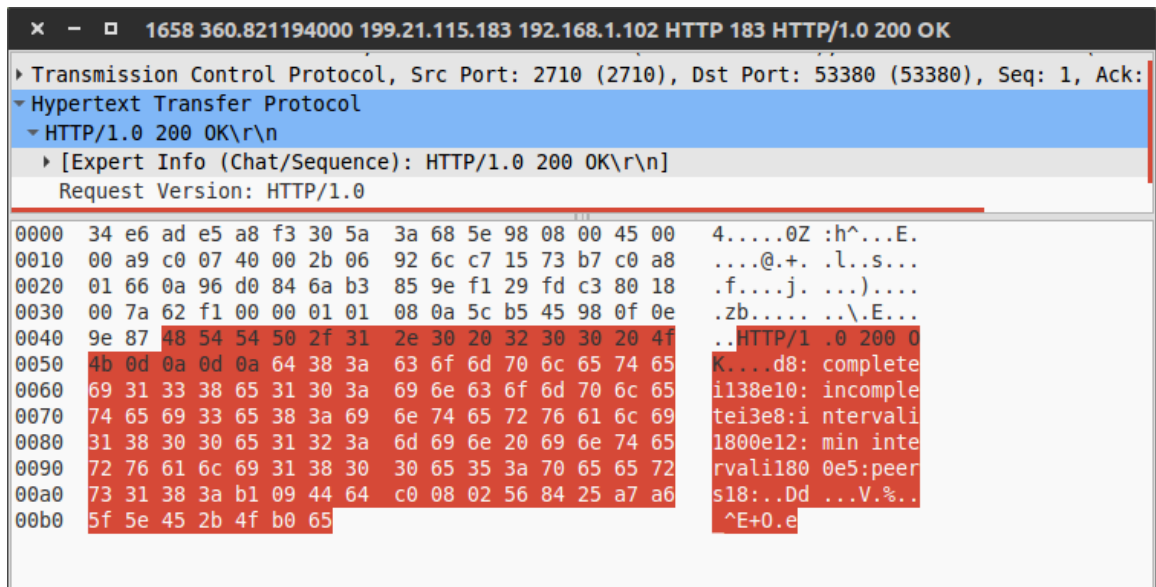 1658 360.821194000 199.21.115.183 192.168.1.102 HTTP 183 HTTP/1.0 200 OK
Transmission Control Protocol, Src Port: 2710 (2710), Dst Port: 53380 (53380), Seq: 1, Ack:
Hypertext Transfer Protocol
HTTP/1.0 200 OK\r\n
[Expert Info (Chat/Sequence): HTTP/1.0 200 OK\r\n]
Request Version: HTTP/1.0
0000 34 e6 ad e5 a8 f3 30 5a 3a 68 5e 98 08 00 45 00 4.....0Z :h^...E.
0010 00 a9 c0 07 40 00 2b 06 92 6c c7 15 73 b7 c0 a8 ....@.+. .l..s...
0020 01 66 0a 96 d0 84 6a b3 85 9e f1 29 fd c3 80 18 .f....j. ...)....
0030 00 7a 62 f1 00 00 01 01 08 0a 5c b5 45 98 0f 0e .zb..... ..\.E...
0040 9e 87 48 54 54 50 2f 31 2e 30 20 32 30 30 20 4f ..HTTP/1 .0 200 O
0050 4b 0d 0a 0d 0a 64 38 3a 63 6f 6d 70 6c 65 74 65 K....d8: complete
0060 69 31 33 38 65 31 30 3a 69 6e 63 6f 6d 70 6c 65 i138e10: incomple
0070 74 65 69 33 65 38 3a 69 6e 74 65 72 76 61 6c 69 tei3e8:i ntervali
0080 31 38 30 30 65 31 32 3a 6d 69 6e 20 69 6e 74 65 1800e12: min inte
0090 72 76 61 6c 69 31 38 30 30 65 35 3a 70 65 65 72 rvali180 0e5:peer
00a0 73 31 38 3a b1 09 44 64 c0 08 02 56 84 25 a7 a6 s18:..Dd ...V.%..
00b0 5f 5e 45 2b 4f b0 65 _^E+O.e